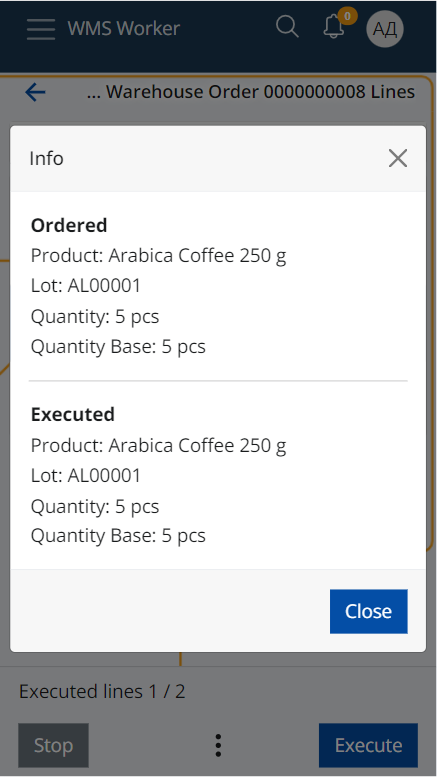 WMS Worker
0
АД
... Warehouse Order 0000000008 Lines
Info
Ordered
Product: Arabica Coffee 250 g
Lot: AL00001
Quantity: 5 pcs
Quantity Base: 5 pcs
Executed
Product: Arabica Coffee 250 g
Lot: AL00001
Quantity: 5 pcs
Quantity Base: 5 pcs
Close
Executed lines 1 / 2
Stop
Execute